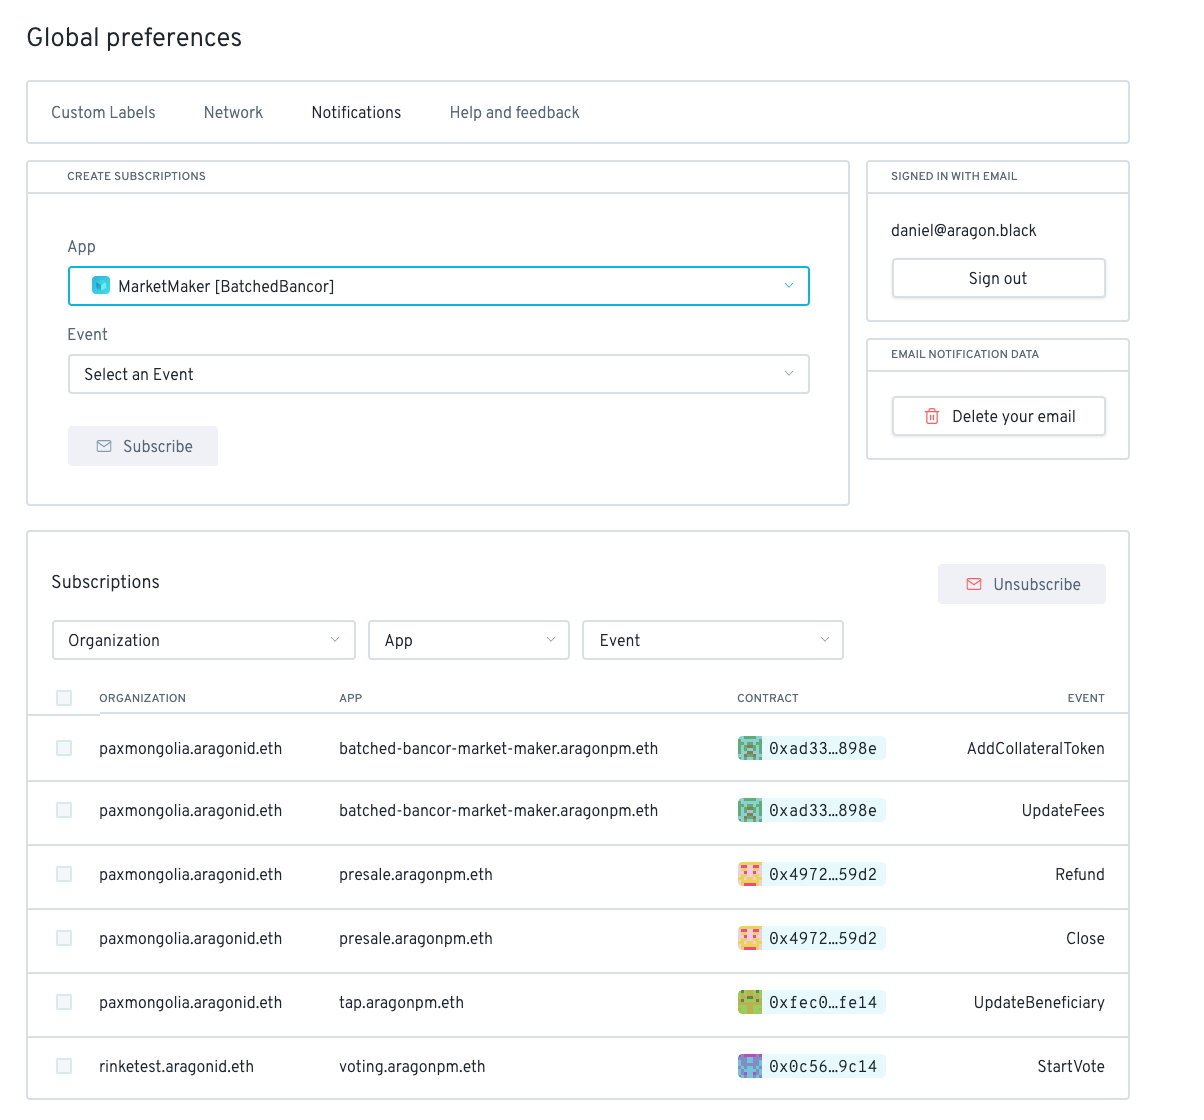 Global preferences
Custom Labels Network Notifications Help and feedback
CREATE SUBSCRIPTIONS
App
MarketMaker [BatchedBancor]
Event
Select an Event
Subscribe
SIGNED IN WITH EMAIL
daniel@aragon.black
Sign out
EMAIL NOTIFICATION DATA
Delete your email
Subscriptions
Unsubscribe
Organization App Event
ORGANIZATION APP CONTRACT EVENT
paxmongolia.aragonid.eth batched-bancor-market-maker.aragonpm.eth 0xad33…898e AddCollateralToken
paxmongolia.aragonid.eth batched-bancor-market-maker.aragonpm.eth 0xad33…898e UpdateFees
paxmongolia.aragonid.eth presale.aragonpm.eth 0x4972…59d2 Refund
paxmongolia.aragonid.eth presale.aragonpm.eth 0x4972…59d2 Close
paxmongolia.aragonid.eth tap.aragonpm.eth 0xfec0…fe14 UpdateBeneficiary
rinketest.aragonid.eth voting.aragonpm.eth 0x0c56…9c14 StartVote